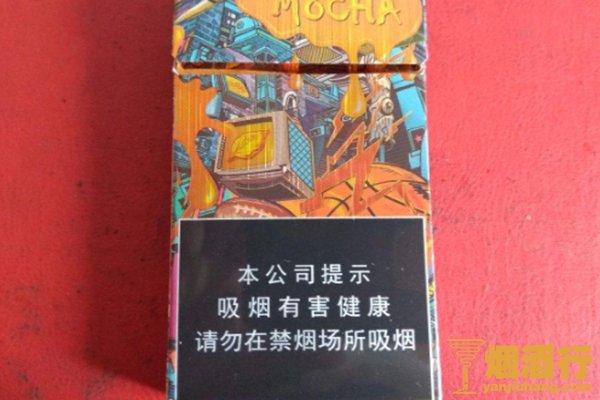 MOCHA
本公司提示
吸烟有害健康
请勿在禁烟场所吸烟
烟酒行
yanjiuhang.com